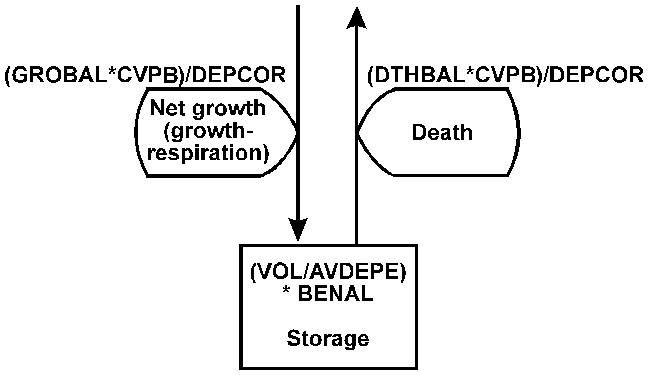 (GROBAL*CVPB)/DEPCOR
(DTHBAL*CVPB)/DEPCOR
Net growth
(growth-
respiration)
Death
(VOL/AVDEPE)
* BENAL
Storage